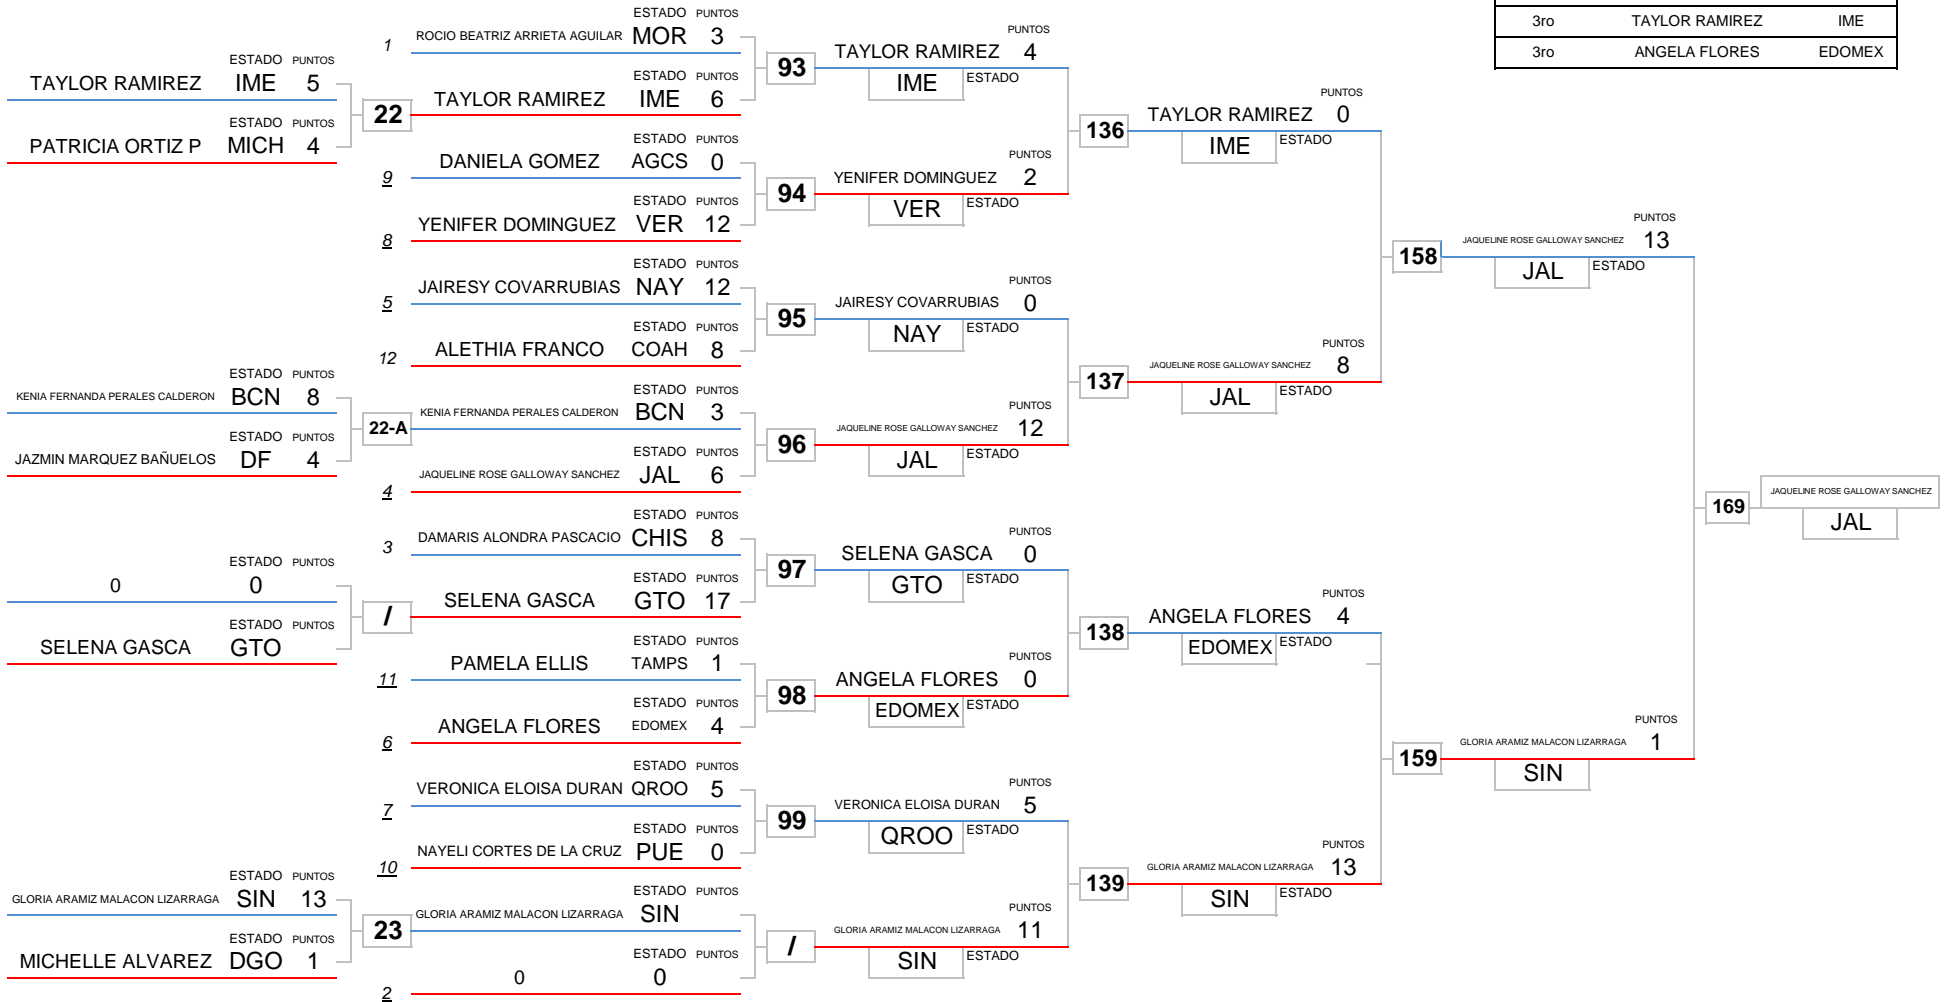 3ro TAYLOR RAMIREZ IME
3ro ANGELA FLORES EDOMEX
ESTADO PUNTOS
TAYLOR RAMIREZ IME 5
ESTADO PUNTOS
PATRICIA ORTIZ P MICH 4
22
ESTADO PUNTOS
KENIA FERNANDA PERALES CALDERON BCN 8
ESTADO PUNTOS
JAZMIN MARQUEZ BAÑUELOS DF 4
22-A
ESTADO PUNTOS
0 0
ESTADO PUNTOS
SELENA GASCA GTO
/
ESTADO PUNTOS
GLORIA ARAMIZ MALACON LIZARRAGA SIN 13
ESTADO PUNTOS
MICHELLE ALVAREZ DGO 1
23
ESTADO PUNTOS
1 ROCIO BEATRIZ ARRIETA AGUILAR MOR 3
ESTADO PUNTOS
TAYLOR RAMIREZ IME 6
93
ESTADO PUNTOS
9 DANIELA GOMEZ AGCS 0
ESTADO PUNTOS
8 YENIFER DOMINGUEZ VER 12
94
ESTADO PUNTOS
5 JAIRESY COVARRUBIAS NAY 12
ESTADO PUNTOS
12 ALETHIA FRANCO COAH 8
95
ESTADO PUNTOS
KENIA FERNANDA PERALES CALDERON BCN 3
ESTADO PUNTOS
4 JAQUELINE ROSE GALLOWAY SANCHEZ JAL 6
96
ESTADO PUNTOS
3 DAMARIS ALONDRA PASCACIO CHIS 8
ESTADO PUNTOS
SELENA GASCA GTO 17
97
ESTADO PUNTOS
11 PAMELA ELLIS TAMPS 1
ESTADO PUNTOS
6 ANGELA FLORES EDOMEX 4
98
ESTADO PUNTOS
7 VERONICA ELOISA DURAN QROO 5
ESTADO PUNTOS
10 NAYELI CORTES DE LA CRUZ PUE 0
99
ESTADO PUNTOS
GLORIA ARAMIZ MALACON LIZARRAGA SIN
ESTADO PUNTOS
2 0 0
/
PUNTOS
TAYLOR RAMIREZ 4
IME ESTADO
PUNTOS
YENIFER DOMINGUEZ 2
VER ESTADO
136
PUNTOS
JAIRESY COVARRUBIAS 0
NAY ESTADO
PUNTOS
JAQUELINE ROSE GALLOWAY SANCHEZ 12
JAL ESTADO
137
PUNTOS
SELENA GASCA 0
GTO ESTADO
PUNTOS
ANGELA FLORES 0
EDOMEX ESTADO
138
PUNTOS
VERONICA ELOISA DURAN 5
QROO ESTADO
PUNTOS
GLORIA ARAMIZ MALACON LIZARRAGA 11
SIN ESTADO
139
PUNTOS
TAYLOR RAMIREZ 0
IME ESTADO
PUNTOS
JAQUELINE ROSE GALLOWAY SANCHEZ 8
JAL ESTADO
158
PUNTOS
ANGELA FLORES 4
EDOMEX ESTADO
PUNTOS
GLORIA ARAMIZ MALACON LIZARRAGA 13
SIN ESTADO
159
PUNTOS
JAQUELINE ROSE GALLOWAY SANCHEZ 13
JAL ESTADO
PUNTOS
GLORIA ARAMIZ MALACON LIZARRAGA 1
SIN
169
JAQUELINE ROSE GALLOWAY SANCHEZ
JAL